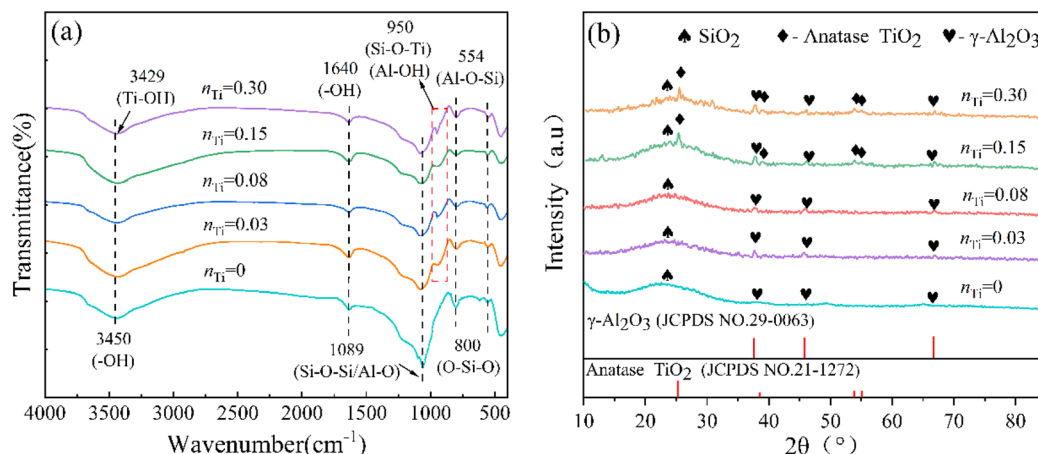 (a)
950
(Si-O-Ti)
(Al-OH)
3429
(Ti-OH)
1640
(-OH)
554
(Al-O-Si)
nTi=0.30
nTi=0.15
nTi=0.08
nTi=0.03
nTi=0
3450
(-OH)
1089
(Si-O-Si/Al-O)
800
(O-Si-O)
Transmittance(%)
4000 3500 3000 2500 2000 1500 1000 500
Wavenumber(cm-1)
(b)
♠ SiO2 ♦ - Anatase TiO2 ♥ - γ-Al2O3
nTi=0.30
nTi=0.15
nTi=0.08
nTi=0.03
nTi=0
γ-Al2O3 (JCPDS NO.29-0063)
Anatase TiO2 (JCPDS NO.21-1272)
Intensity (a.u)
10 20 30 40 50 60 70 80
2θ (°)